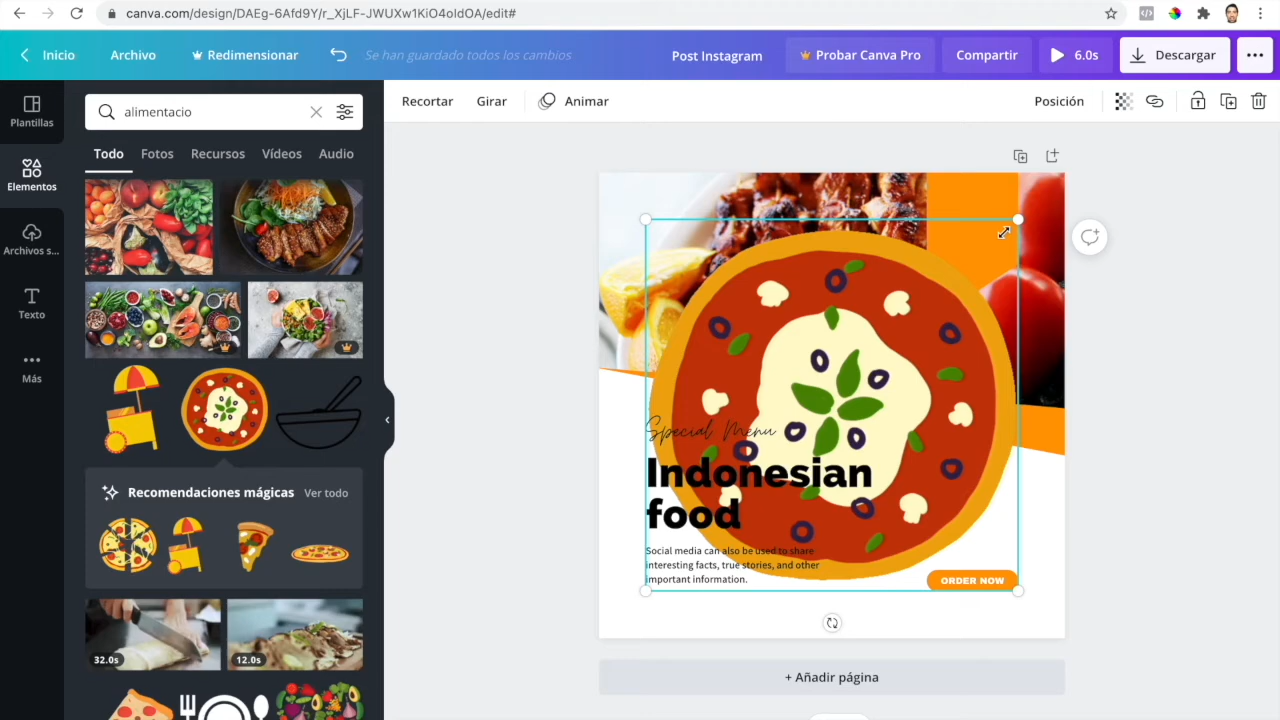 canva.com/design/DAEg-6Afd9Y/r_XjLF-JWUXw1KiO4oldOA/edit#
Inicio
Archivo
Redimensionar
Se han guardado todos los cambios
Post Instagram
Probar Canva Pro
Compartir
6.0s
Descargar
Plantillas
Elementos
Archivos s...
Texto
Más
alimentacio
Todo
Fotos
Recursos
Vídeos
Audio
Recomendaciones mágicas
Ver todo
32.0s
12.0s
Recortar
Girar
Animar
Posición
Special Menu
Indonesian
food
Social media can also be used to share
interesting facts, true stories, and other
important information.
ORDER NOW
+ Añadir página